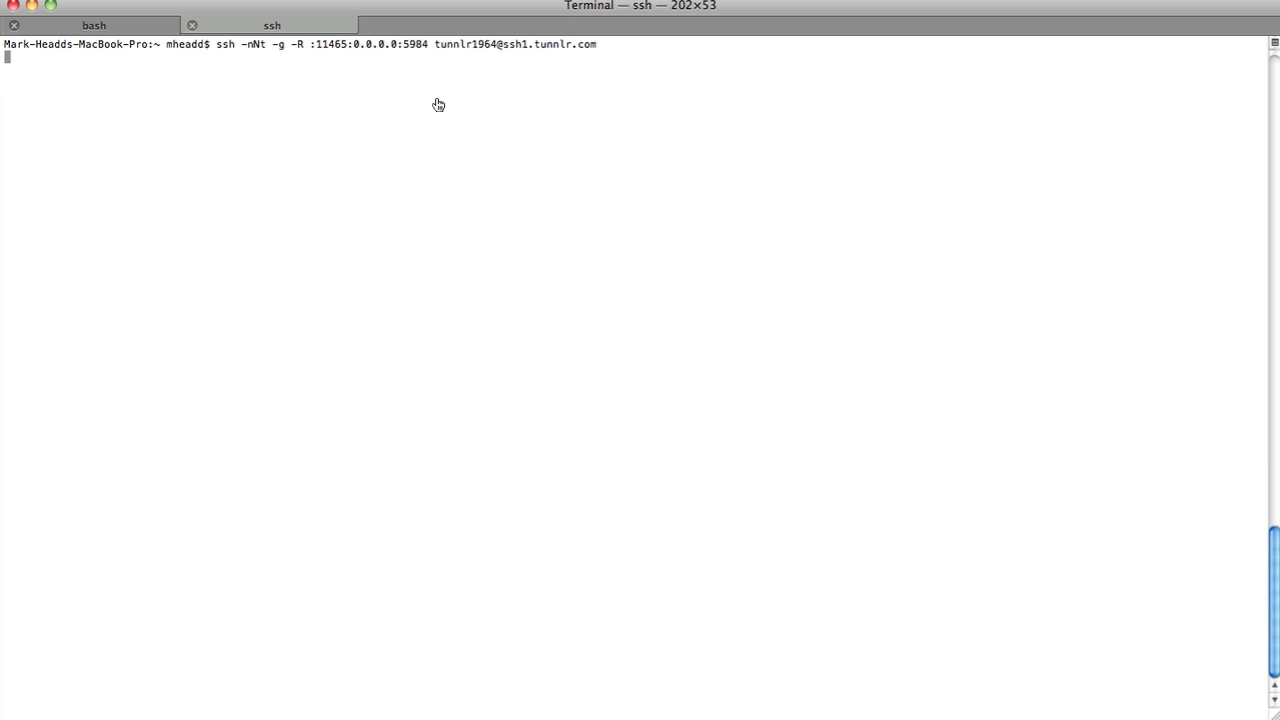 Terminal — ssh — 202×53
bash
ssh
Mark-Headds-MacBook-Pro:~ mheadd$ ssh -nNt -g -R :11465:0.0.0.0:5984 tunnlr1964@ssh1.tunnlr.com